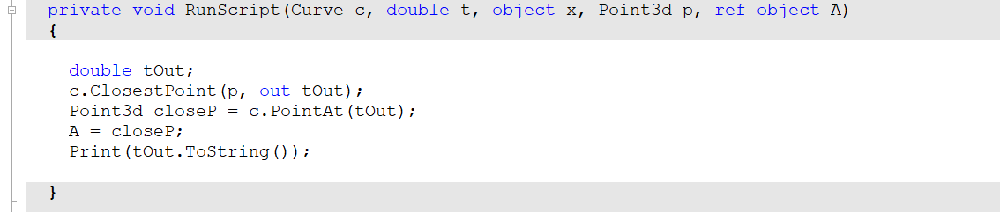 private void RunScript(Curve c, double t, object x, Point3d p, ref object A)
{
double tOut;
c.ClosestPoint(p, out tOut);
Point3d closeP = c.PointAt(tOut);
A = closeP;
Print(tOut.ToString());
}